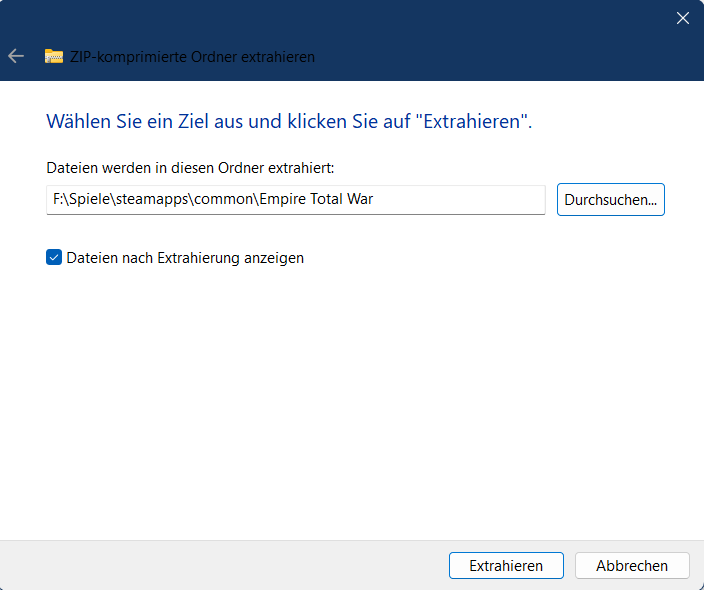 ZIP-komprimierte Ordner extrahieren
Wählen Sie ein Ziel aus und klicken Sie auf "Extrahieren".
Dateien werden in diesen Ordner extrahiert:
F:\Spiele\steamapps\common\Empire Total War
Durchsuchen...
Dateien nach Extrahierung anzeigen
Extrahieren
Abbrechen